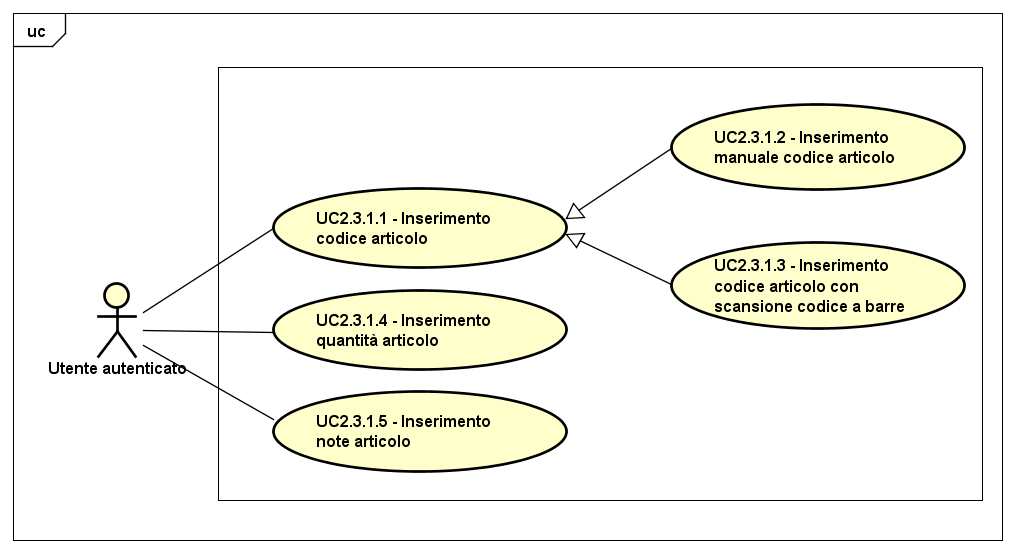 uc
UC2.3.1.2 - Inserimento
manuale codice articolo
UC2.3.1.1 - Inserimento
codice articolo
UC2.3.1.3 - Inserimento
codice articolo con
scansione codice a barre
UC2.3.1.4 - Inserimento
quantità articolo
Utente autenticato
UC2.3.1.5 - Inserimento
note articolo